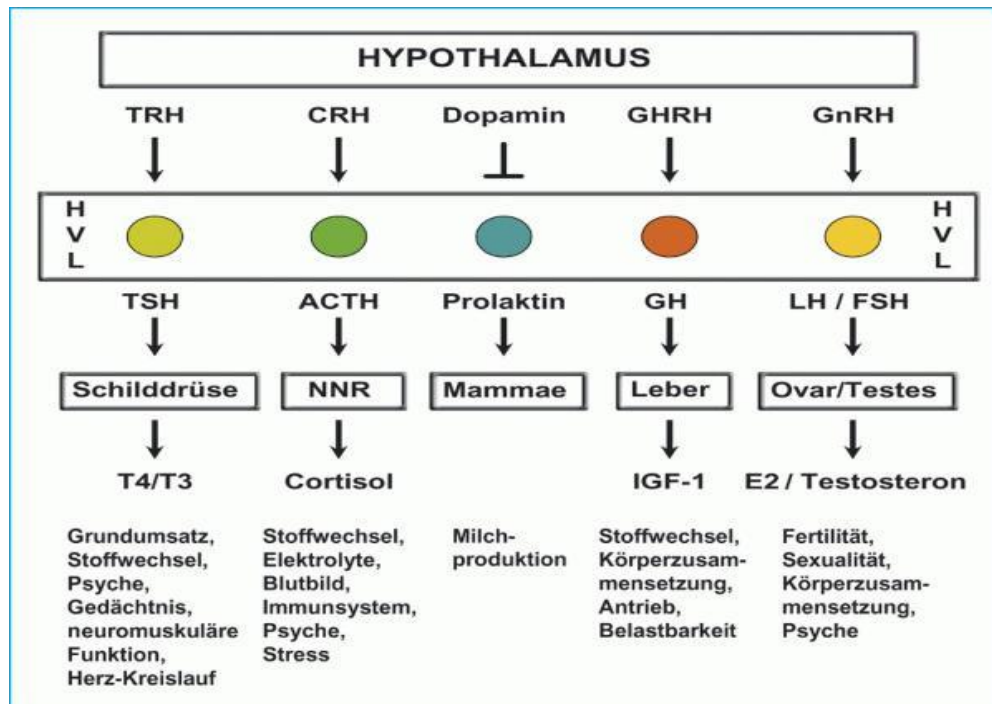 HYPOTHALAMUS
TRH CRH Dopamin GHRH GnRH
H
V
L
H
V
L
TSH ACTH Prolaktin GH LH / FSH
Schilddrüse NNR Mammae Leber Ovar/Testes
T4/T3 Cortisol IGF-1 E2 / Testosteron
Grundumsatz,
Stoffwechsel,
Psyche,
Gedächtnis,
neuromuskuläre
Funktion,
Herz-Kreislauf
Stoffwechsel,
Elektrolyte,
Blutbild,
Immunsystem,
Psyche,
Stress
Milch-
produktion
Stoffwechsel,
Körperzusam-
mensetzung,
Antrieb,
Belastbarkeit
Fertilität,
Sexualität,
Körperzusam-
mensetzung,
Psyche